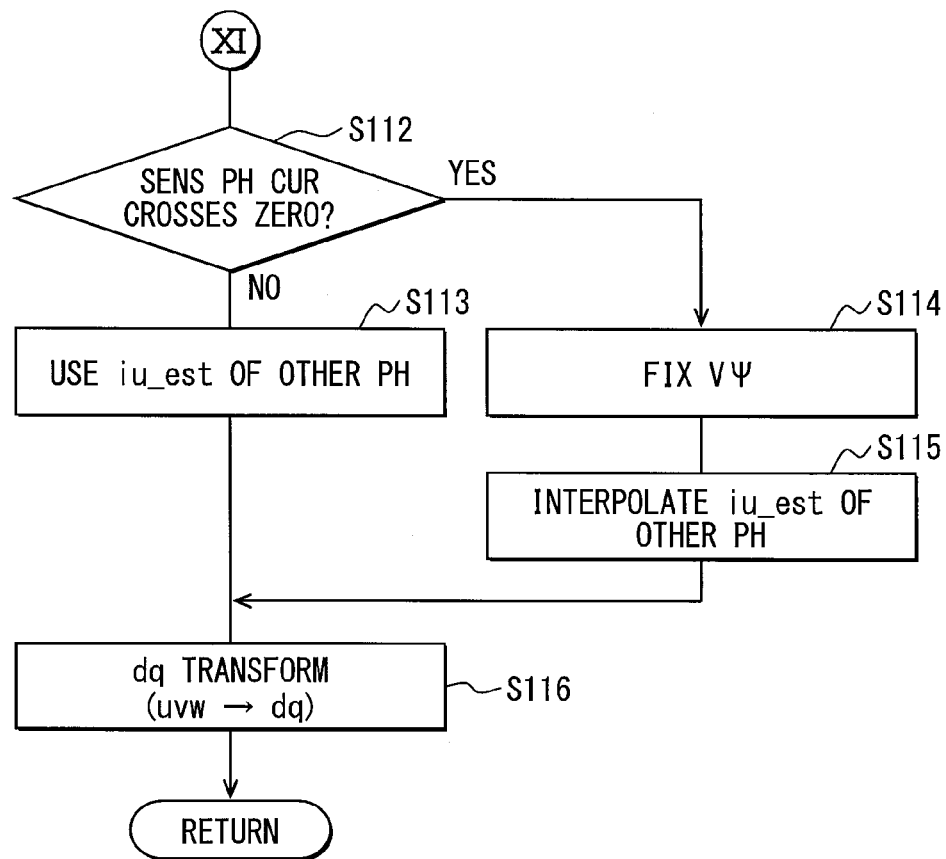 XI
S112
SENS PH CUR
CROSSES ZERO?
YES
NO
S113
USE iu_est OF OTHER PH
S114
FIX VΨ
S115
INTERPOLATE iu_est OF
OTHER PH
dq TRANSFORM
(uvw → dq)
S116
RETURN